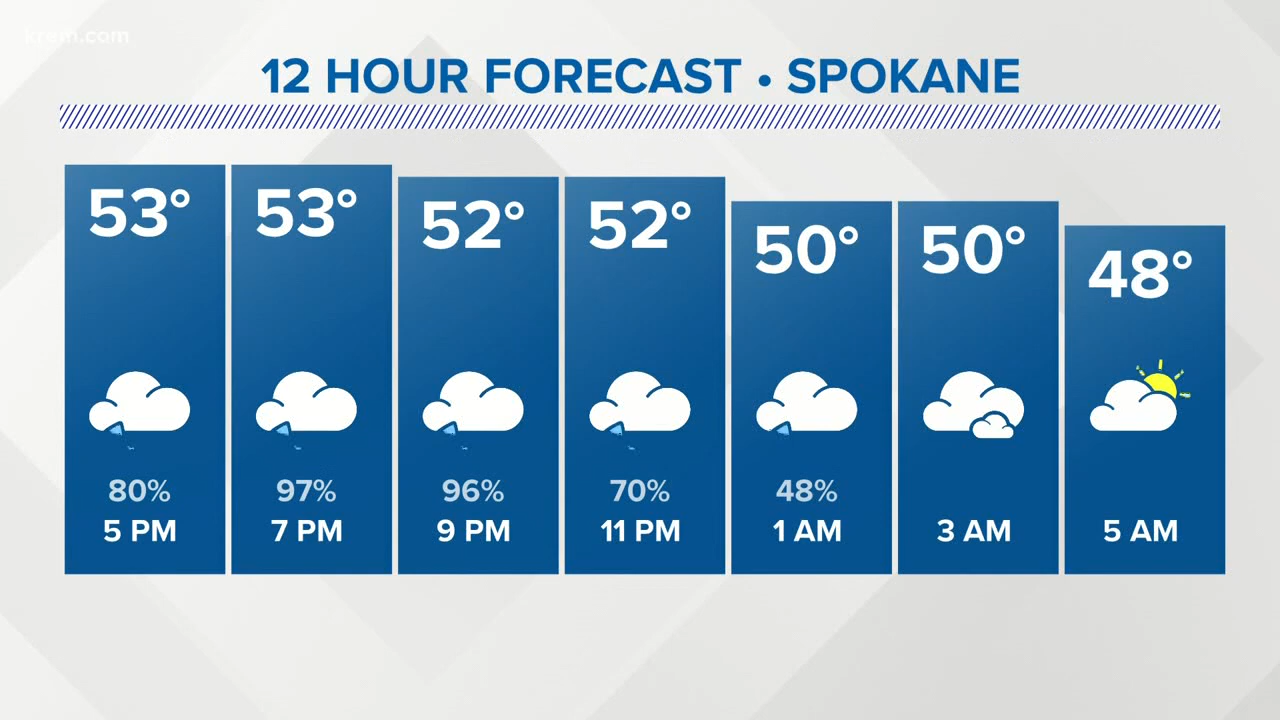 krem.com
12 HOUR FORECAST • SPOKANE
53° 53° 52° 52° 50° 50° 48°
80% 97% 96% 70% 48%
5 PM 7 PM 9 PM 11 PM 1 AM 3 AM 5 AM